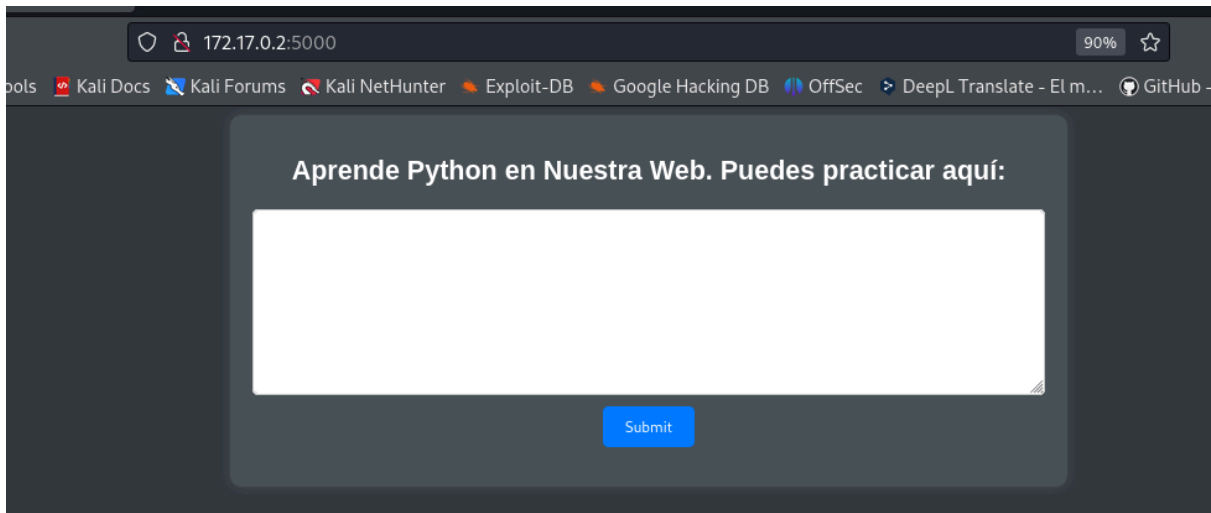 172.17.0.2:5000 90%
ools Kali Docs Kali Forums Kali NetHunter Exploit-DB Google Hacking DB OffSec DeepL Translate - El m… GitHub -
Aprende Python en Nuestra Web. Puedes practicar aquí:
Submit